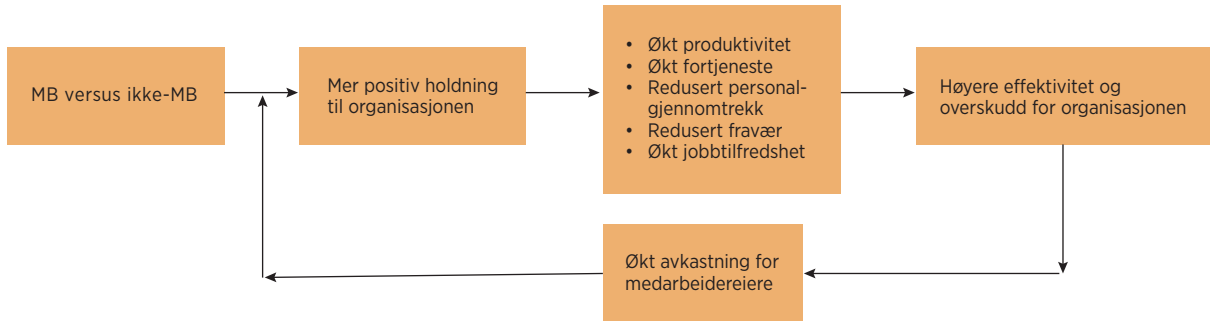 MB versus ikke-MB
Mer positiv holdning
til organisasjonen
• Økt produktivitet
• Økt fortjeneste
• Redusert personal-
gjennomtrekk
• Redusert fravær
• Økt jobbtilfredshet
Høyere effektivitet og
overskudd for organisasjonen
Økt avkastning for
medarbeidereiere